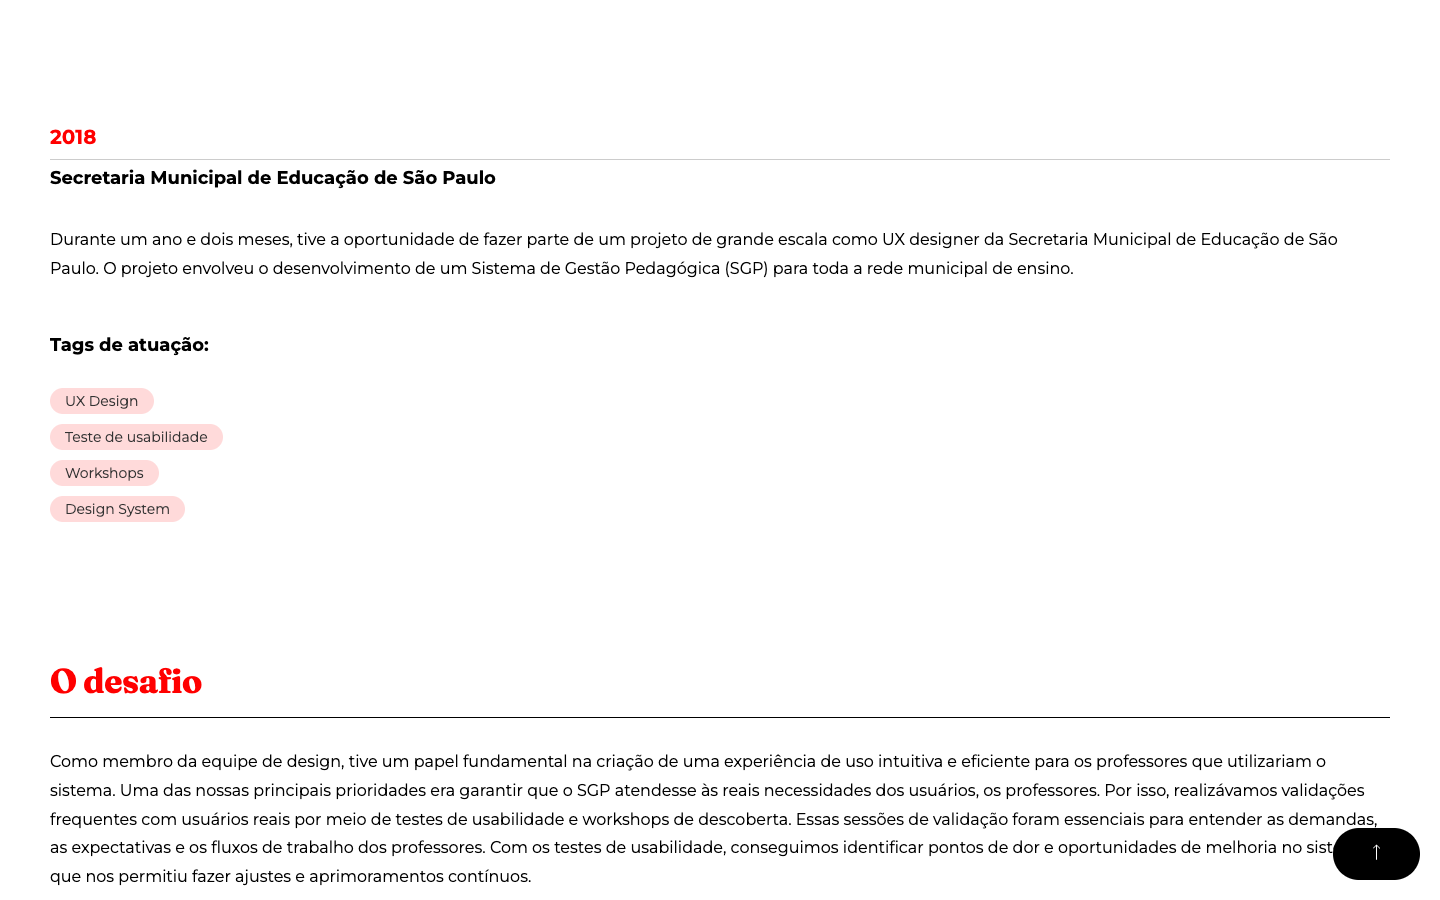 2018
Secretaria Municipal de Educação de São Paulo
Durante um ano e dois meses, tive a oportunidade de fazer parte de um projeto de grande escala como UX designer da Secretaria Municipal de Educação de São
Paulo. O projeto envolveu o desenvolvimento de um Sistema de Gestão Pedagógica (SGP) para toda a rede municipal de ensino.
Tags de atuação:
UX Design
Teste de usabilidade
Workshops
Design System
O desafio
Como membro da equipe de design, tive um papel fundamental na criação de uma experiência de uso intuitiva e eficiente para os professores que utilizariam o
sistema. Uma das nossas principais prioridades era garantir que o SGP atendesse às reais necessidades dos usuários, os professores. Por isso, realizávamos validações
frequentes com usuários reais por meio de testes de usabilidade e workshops de descoberta. Essas sessões de validação foram essenciais para entender as demandas,
as expectativas e os fluxos de trabalho dos professores. Com os testes de usabilidade, conseguimos identificar pontos de dor e oportunidades de melhoria no
que nos permitiu fazer ajustes e aprimoramentos contínuos.